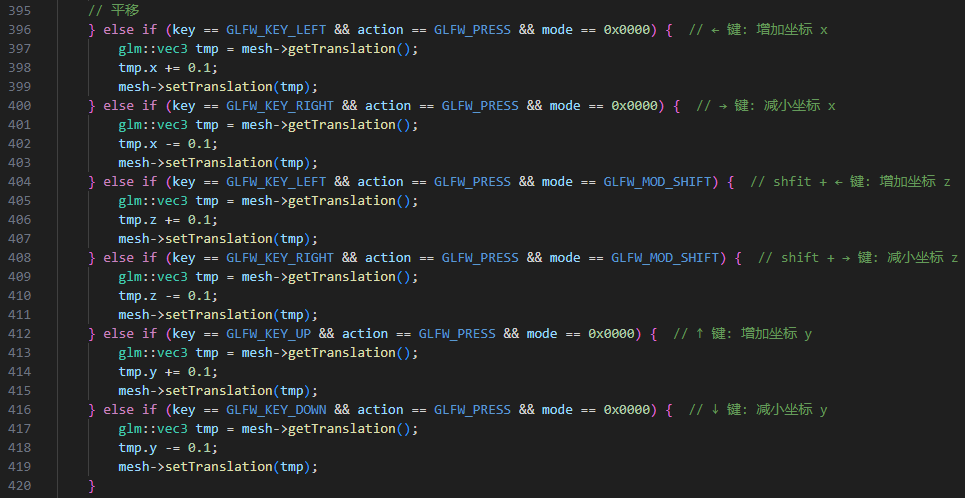 395 // 平移
396 } else if (key == GLFW_KEY_LEFT && action == GLFW_PRESS && mode == 0x0000) {  // ← 键: 增加坐标 x
397     glm::vec3 tmp = mesh->getTranslation();
398     tmp.x += 0.1;
399     mesh->setTranslation(tmp);
400 } else if (key == GLFW_KEY_RIGHT && action == GLFW_PRESS && mode == 0x0000) {  // → 键: 减小坐标 x
401     glm::vec3 tmp = mesh->getTranslation();
402     tmp.x -= 0.1;
403     mesh->setTranslation(tmp);
404 } else if (key == GLFW_KEY_LEFT && action == GLFW_PRESS && mode == GLFW_MOD_SHIFT) {  // shfit + ← 键: 增加坐标 z
405     glm::vec3 tmp = mesh->getTranslation();
406     tmp.z += 0.1;
407     mesh->setTranslation(tmp);
408 } else if (key == GLFW_KEY_RIGHT && action == GLFW_PRESS && mode == GLFW_MOD_SHIFT) {  // shift + → 键: 减小坐标 z
409     glm::vec3 tmp = mesh->getTranslation();
410     tmp.z -= 0.1;
411     mesh->setTranslation(tmp);
412 } else if (key == GLFW_KEY_UP && action == GLFW_PRESS && mode == 0x0000) {  // ↑ 键: 增加坐标 y
413     glm::vec3 tmp = mesh->getTranslation();
414     tmp.y += 0.1;
415     mesh->setTranslation(tmp);
416 } else if (key == GLFW_KEY_DOWN && action == GLFW_PRESS && mode == 0x0000) {  // ↓ 键: 减小坐标 y
417     glm::vec3 tmp = mesh->getTranslation();
418     tmp.y -= 0.1;
419     mesh->setTranslation(tmp);
420 }